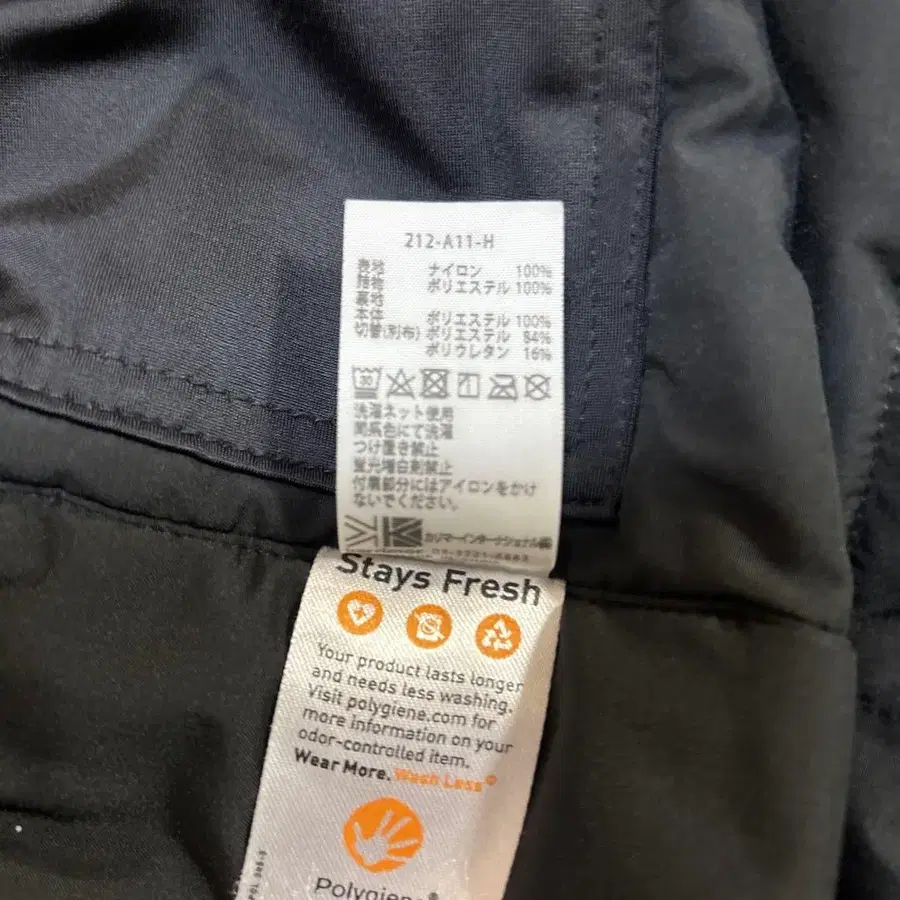 212-A11-H
表地 ナイロン 100%
詰物 ポリエステル 100%
裏地
本体 ポリエステル 100%
切替(別布) ポリエステル 84%
ポリウレタン 16%
30
洗濯ネット使用
同系色にて洗濯
つけ置き禁止
蛍光増白剤禁止
付属部分にはアイロンをかけ
ないでください。
カリマーインターナショナル㈱
Stays Fresh
Your product lasts longer
and needs less washing.
Visit polygiene.com for
more information on your
odor-controlled item.
Wear More. Wash Less®
Polygiene®